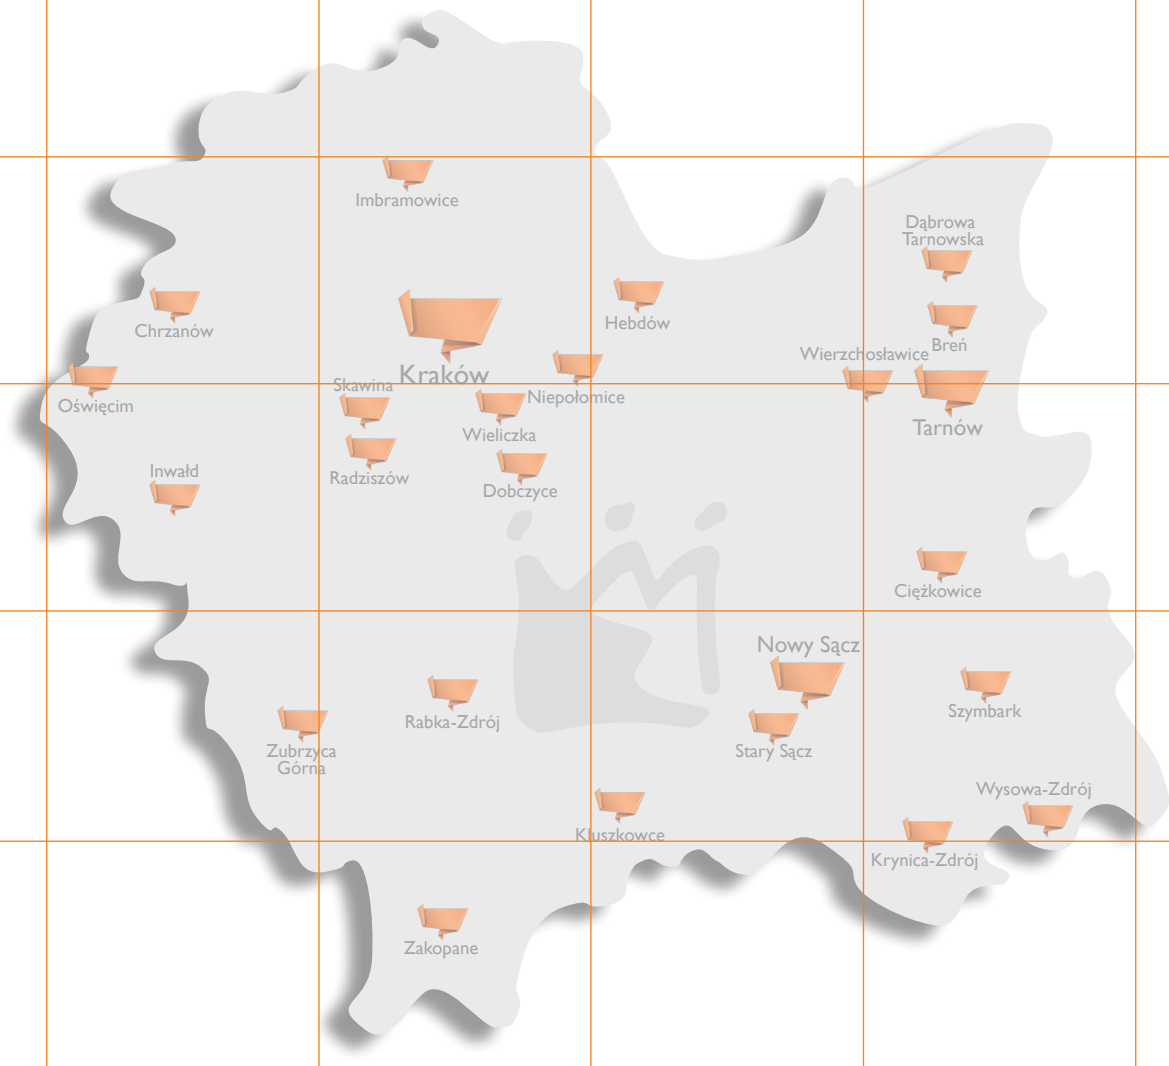 Imbramowice
Dąbrowa
Tarnowska
Chrzanów
Hebdów
Breń
Wierzchosławice
Kraków
Skawina
Niepołomice
Oświęcim
Tarnów
Wieliczka
Inwałd
Radziszów
Dobczyce
Ciężkowice
Nowy Sącz
Szymbark
Rabka-Zdrój
Zubrzyca
Górna
Stary Sącz
Wysowa-Zdrój
Kluszkowce
Krynica-Zdrój
Zakopane